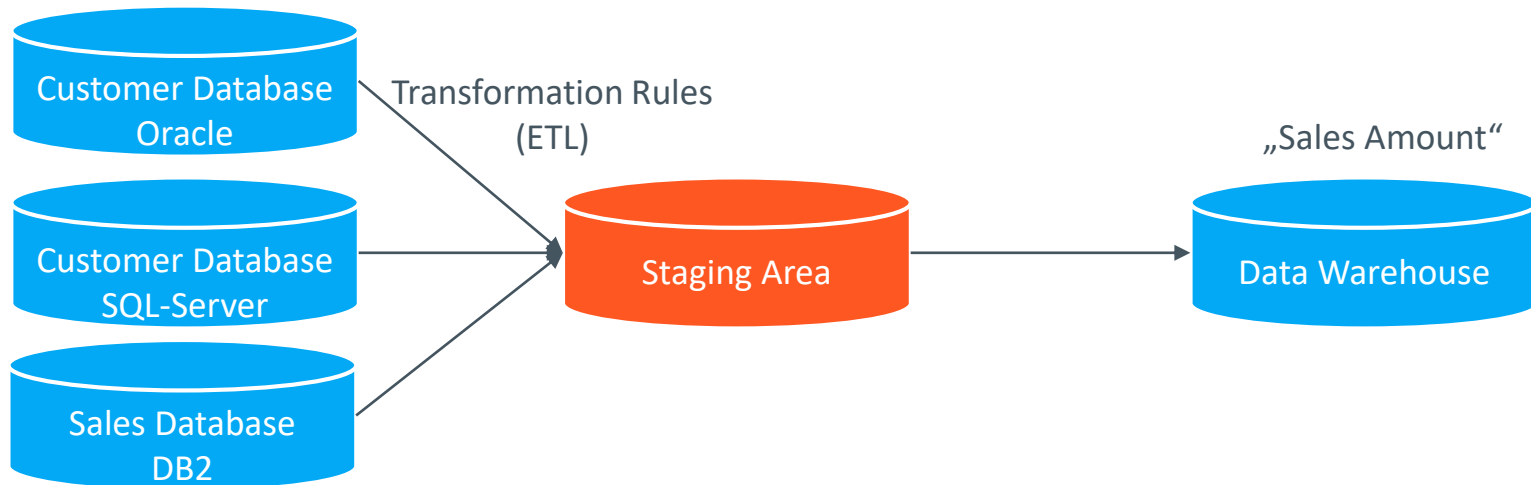 Customer Database
Oracle
Transformation Rules
(ETL)
„Sales Amount“
Customer Database
SQL-Server
Staging Area
Data Warehouse
Sales Database
DB2